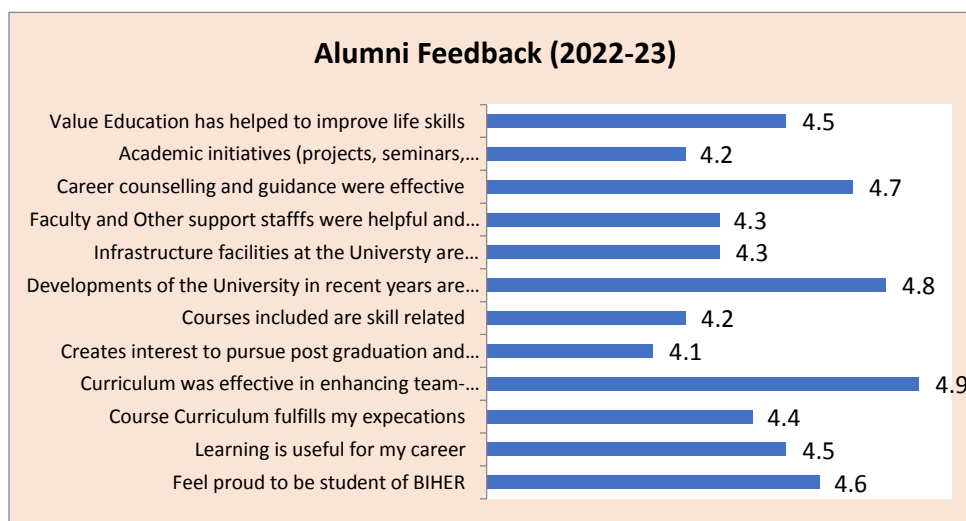 Alumni Feedback (2022-23)
Value Education has helped to improve life skills 4.5
Academic initiatives (projects, seminars,... 4.2
Career counselling and guidance were effective 4.7
Faculty and Other support stafffs were helpful and... 4.3
Infrastructure facilities at the Universty are... 4.3
Developments of the University in recent years are... 4.8
Courses included are skill related 4.2
Creates interest to pursue post graduation and... 4.1
Curriculum was effective in enhancing team-... 4.9
Course Curriculum fulfills my expecations 4.4
Learning is useful for my career 4.5
Feel proud to be student of BIHER 4.6